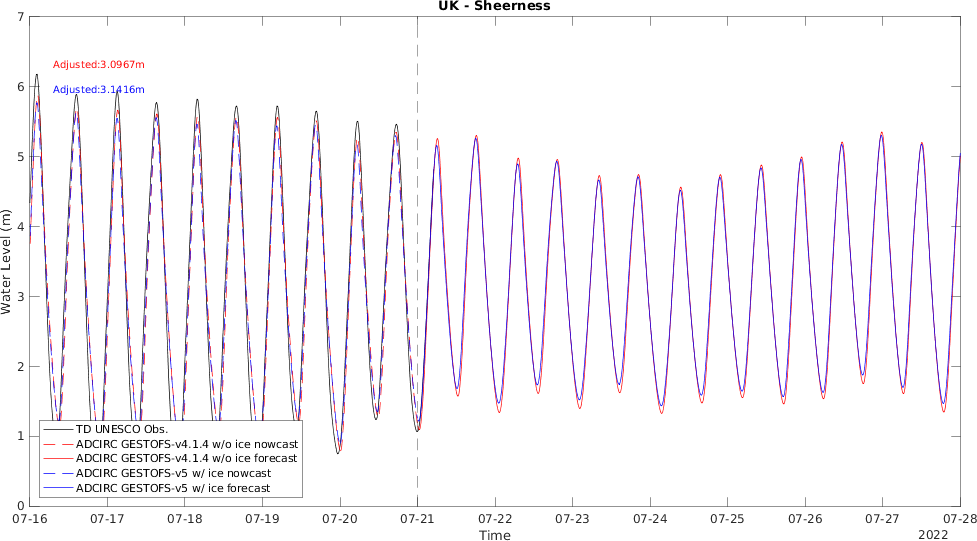 UK - Sheerness
7
6
5
4
3
2
1
0
Water Level (m)
Adjusted:3.0967m
Adjusted:3.1416m
TD UNESCO Obs.
ADCIRC GESTOFS-v4.1.4 w/o ice nowcast
ADCIRC GESTOFS-v4.1.4 w/o ice forecast
ADCIRC GESTOFS-v5 w/ ice nowcast
ADCIRC GESTOFS-v5 w/ ice forecast
07-16 07-17 07-18 07-19 07-20 07-21 07-22 07-23 07-24 07-25 07-26 07-27 07-28
Time
2022